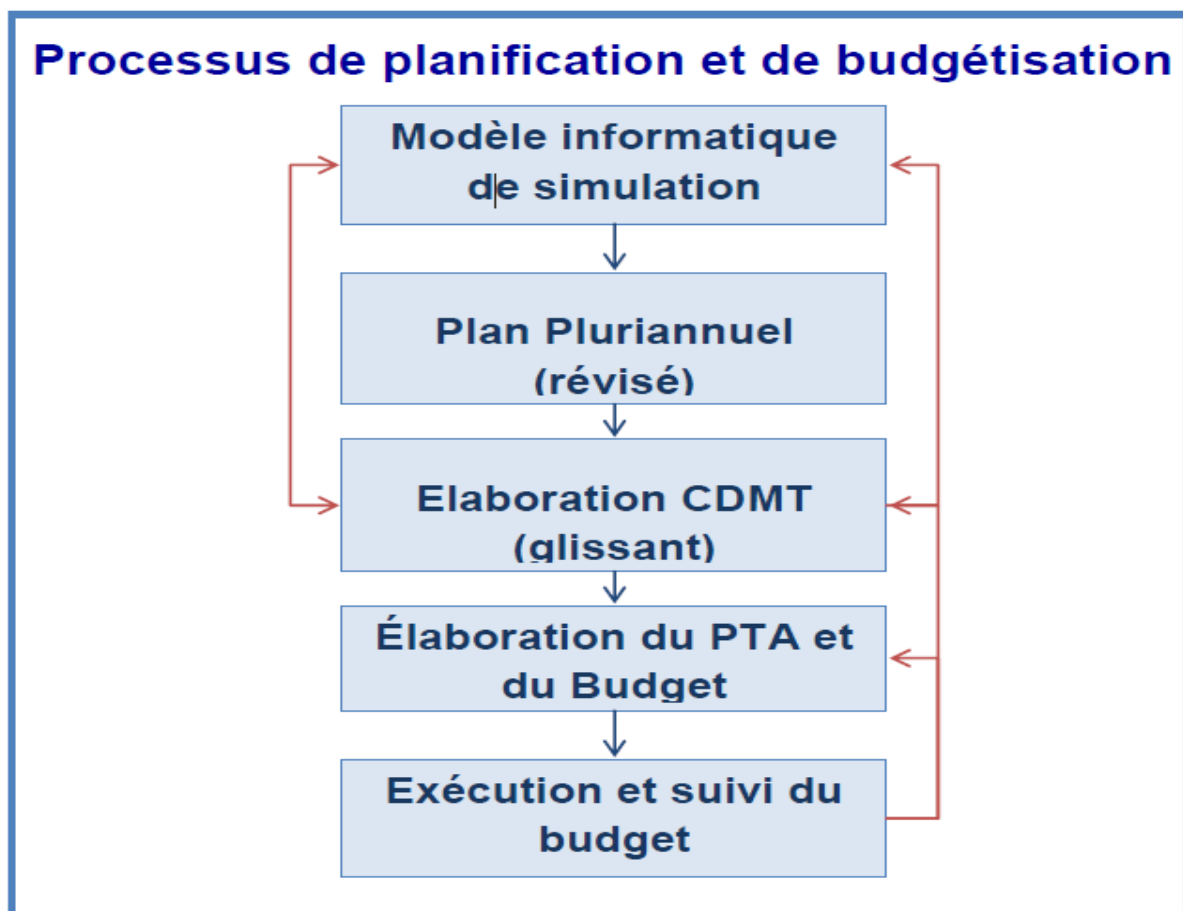 Processus de planification et de budgétisation
Modèle informatique
de simulation
Plan Pluriannuel
(révisé)
Elaboration CDMT
(glissant)
Élaboration du PTA et
du Budget
Exécution et suivi du
budget